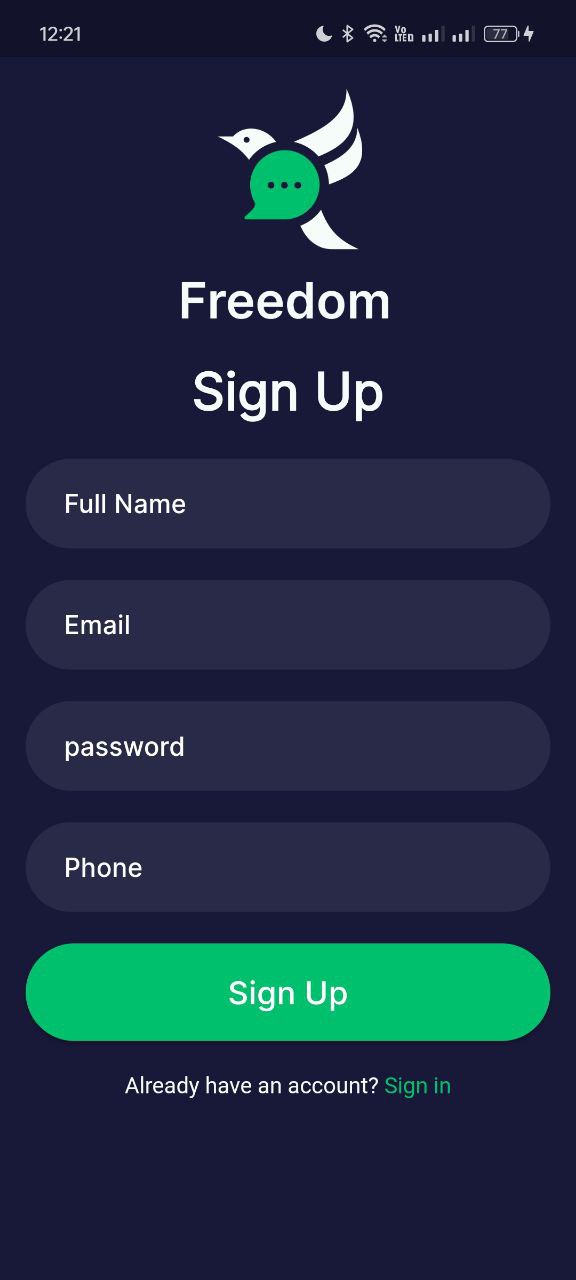 12:21
Vo LTED 77
Freedom
Sign Up
Full Name
Email
password
Phone
Sign Up
Already have an account? Sign in